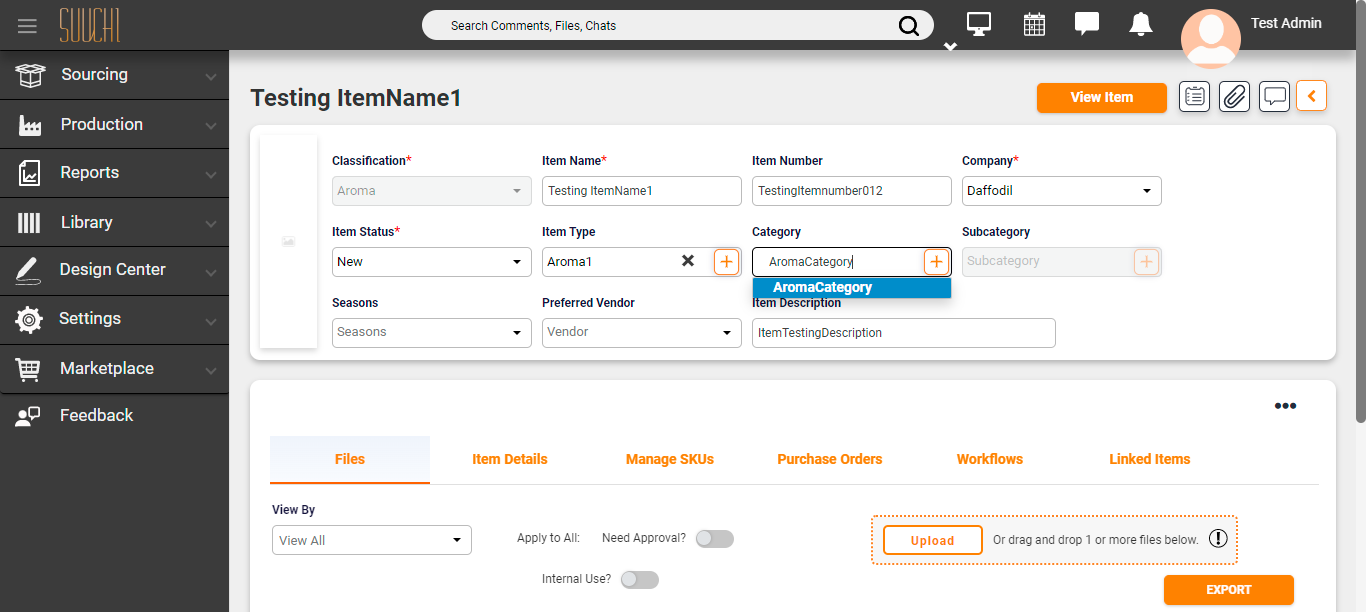 SUUCHI
Search Comments, Files, Chats
Test Admin
Sourcing
Production
Reports
Library
Design Center
Settings
Marketplace
Feedback
Testing ItemName1
View Item
Classification* Item Name* Item Number Company*
Aroma Testing ItemName1 TestingItemnumber012 Daffodil
Item Status* Item Type Category Subcategory
New Aroma1 AromaCategory Subcategory
AromaCategory
Seasons Preferred Vendor Item Description
Seasons Vendor ItemTestingDescription
Files Item Details Manage SKUs Purchase Orders Workflows Linked Items
View By
View All Apply to All: Need Approval? Upload Or drag and drop 1 or more files below.
Internal Use?
EXPORT